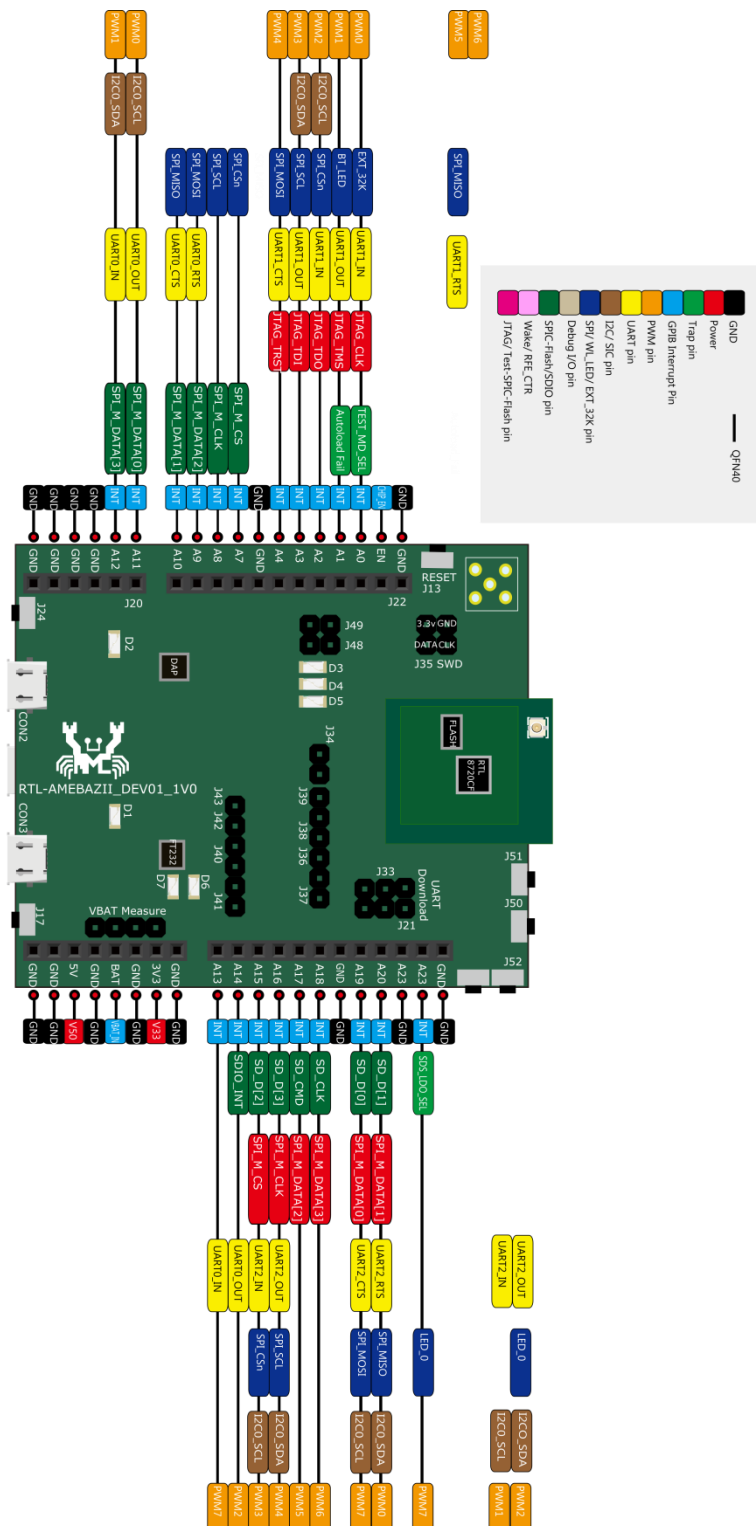 PWM1
PWM0
PWM4
PWM3
PWM2
PWM1
PWM0
PWM5
PWM6
I2C0_SDA
I2C0_SCL
I2C0_SDA
I2C0_SCL
SPI_MISO
SPI_MOSI
SPI_SCL
SPI_CSn
SPI_MOSI
SPI_SCL
SPI_CSn
BT_LED
EXT_32K
SPI_MISO
UART0_IN
UART0_OUT
UART0_CTS
UART0_RTS
UART1_CTS
UART1_OUT
UART1_IN
UART1_OUT
UART1_IN
UART1_RTS
JTAG_TRST
JTAG_TDI
JTAG_TDO
JTAG_TMS
JTAG_CLK
SPI_M_DATA[3]
SPI_M_DATA[0]
SPI_M_DATA[1]
SPI_M_DATA[2]
SPI_M_CLK
SPI_M_CS
Autoload Fail
TEST_MD_SEL
GND
GND
GND
GND
INT
INT
INT
INT
INT
INT
GND
INT
INT
INT
INT
INT
CHIP_EN
GND
GND
GND
GND
GND
A12
A11
A10
A9
A8
A7
GND
A4
A3
A2
A1
A0
EN
GND
GND
Power
Trap pin
GPIB Interrupt Pin
PWM pin
UART pin
I2C/ SIC pin
SPI/ WL_LED/ EXT_32K pin
Debug I/O pin
SPIC-Flash/SDIO pin
Wake/ RFE_CTR
JTAG/ Test-SPIC-Flash pin
QFN40
J24
J20
J22
RESET
J13
D2
DAP
J49
J48
D3
D4
D5
3.3v GND
DATA CLK
J35 SWD
CON2
RTL-AMEBAZII_DEV01_1V0
J34
FLASH
RTL
8720CF
CON3
D1
FT232
D7
D6
J43
J42
J40
J41
J39
J38
J36
J37
J33
UART
Download
J21
J51
J50
J52
J17
VBAT Measure
GND
GND
5V
GND
BAT
GND
3V3
GND
A13
A14
A15
A16
A17
A18
GND
A19
A20
A23
A23
GND
GND
GND
V50
GND
VBAT_IN
GND
V33
GND
INT
INT
INT
INT
INT
INT
GND
INT
INT
GND
INT
GND
SDIO_INT
SD_D[2]
SD_D[3]
SD_CMD
SD_CLK
SD_D[0]
SD_D[1]
SDS_LDO_SEL
SPI_M_CS
SPI_M_CLK
SPI_M_DATA[2]
SPI_M_DATA[3]
SPI_M_DATA[0]
SPI_M_DATA[1]
UART0_IN
UART0_OUT
UART2_IN
UART2_OUT
UART2_CTS
UART2_RTS
UART2_IN
UART2_OUT
SPI_CSn
SPI_SCL
SPI_MOSI
SPI_MISO
LED_0
LED_0
I2C0_SCL
I2C0_SDA
I2C0_SCL
I2C0_SDA
I2C0_SCL
I2CO_SDA
PWM7
PWM2
PWM3
PWM4
PWM5
PWM6
PWM7
PWM0
PWM7
PWM1
PWM2